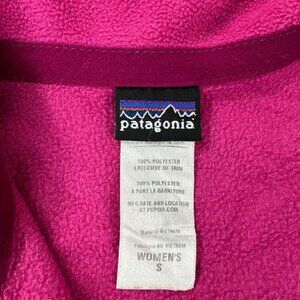 patagonia
100% POLYESTER
EXCLUSIVE OF TRIM
100% POLYESTER
A PART LA GARNITURE
MFG DATE AND LOCATION
AT PCPSIA.COM
MADE IN VIETNAM
FABRIQUÉ AU VIETNAM
WOMEN'S
S